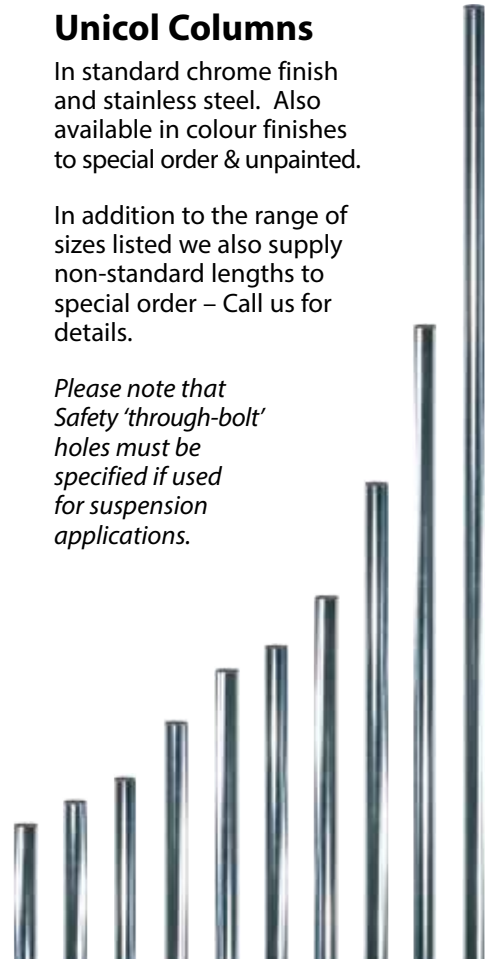 Unicol Columns
In standard chrome finish
and stainless steel.  Also
available in colour finishes
to special order & unpainted.
In addition to the range of
sizes listed we also supply
non-standard lengths to
special order – Call us for
details.
Please note that
Safety ‘through-bolt’
holes must be
specified if used
for suspension
applications.